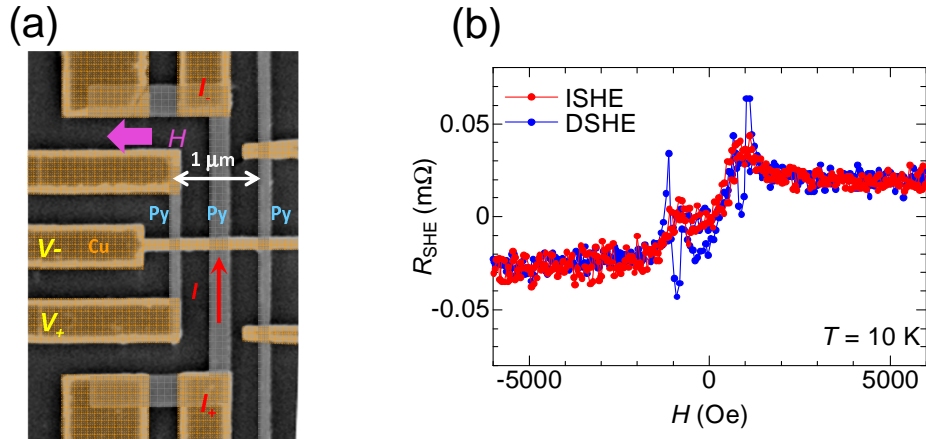 (a)
I-
H
1 μm
Py
Py
Py
V-
Cu
I
V+
I+
(b)
ISHE
DSHE
0.05
0
-0.05
RSHE (mΩ)
T = 10 K
-5000
0
5000
H (Oe)